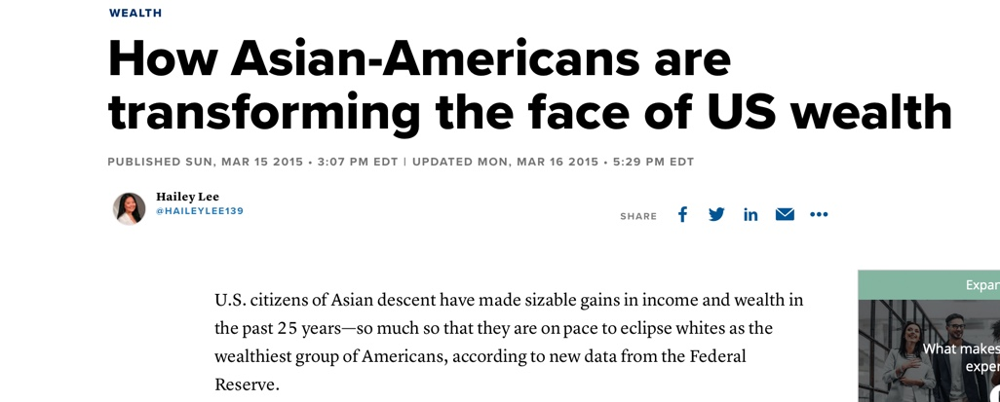 WEALTH
How Asian-Americans are
transforming the face of US wealth
PUBLISHED SUN, MAR 15 2015 • 3:07 PM EDT | UPDATED MON, MAR 16 2015 • 5:29 PM EDT
Hailey Lee
@HAILEYLEE139
SHARE
U.S. citizens of Asian descent have made sizable gains in income and wealth in
the past 25 years—so much so that they are on pace to eclipse whites as the
wealthiest group of Americans, according to new data from the Federal
Reserve.
What makes